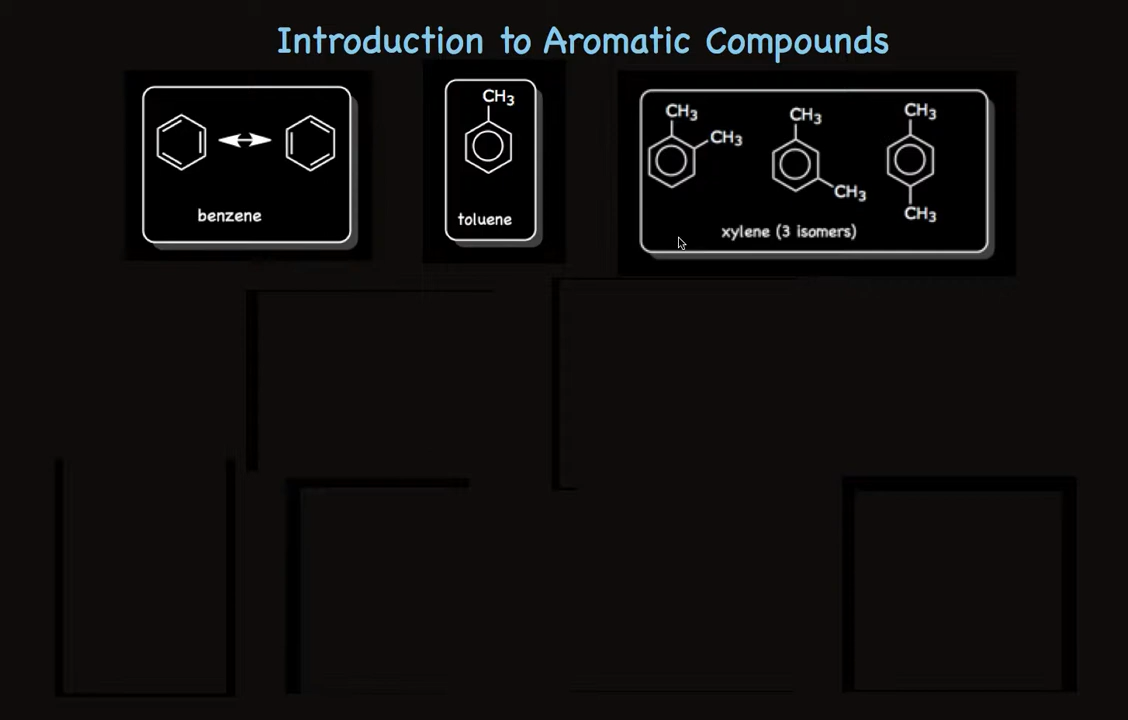 Introduction to Aromatic Compounds
CH3
CH3
CH3
CH3
CH3
CH3
CH3
benzene
toluene
xylene (3 isomers)